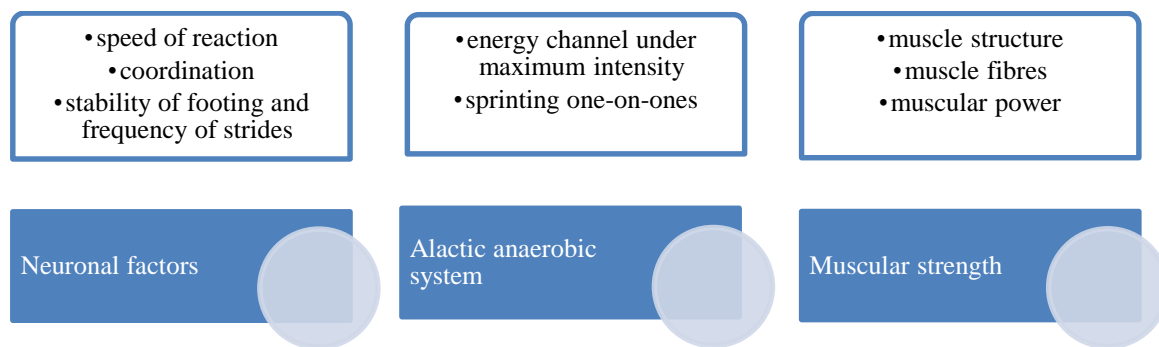 •speed of reaction
•coordination
•stability of footing and
frequency of strides
Neuronal factors
•energy channel under
maximum intensity
•sprinting one-on-ones
Alactic anaerobic
system
•muscle structure
•muscle fibres
•muscular power
Muscular strength